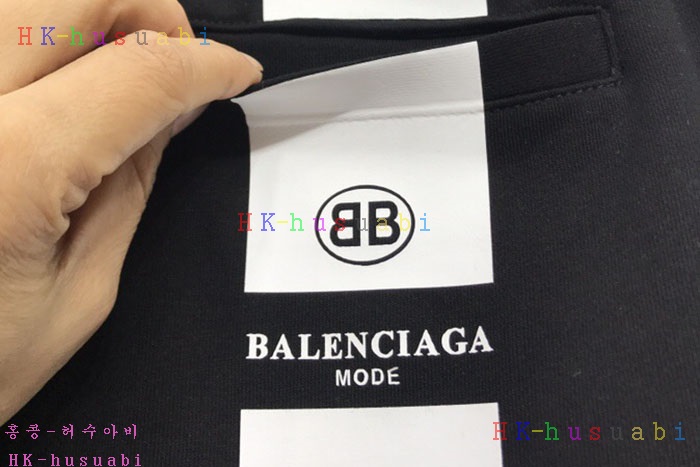 HK-husuabi
BB
HK-husuabi
BALENCIAGA
MODE
홍콩-허수아비
HK-husuabi
HK-husuabi